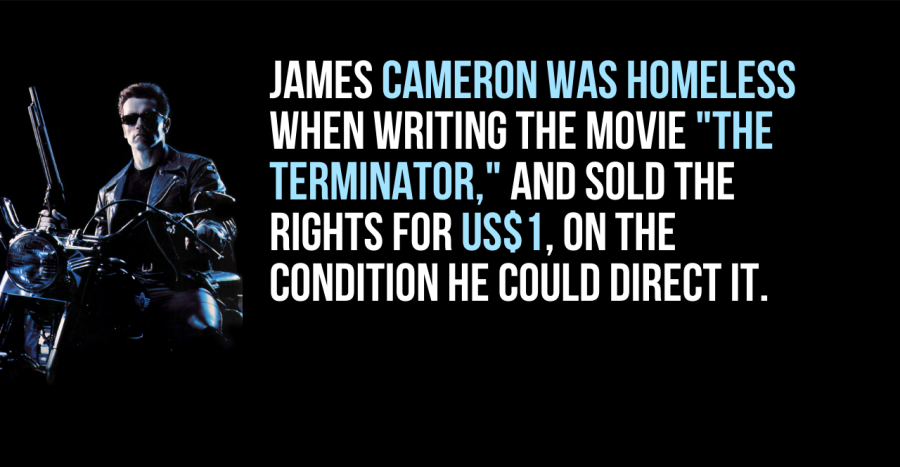 JAMES CAMERON WAS HOMELESS
WHEN WRITING THE MOVIE "THE
TERMINATOR," AND SOLD THE
RIGHTS FOR US$1, ON THE
CONDITION HE COULD DIRECT IT.